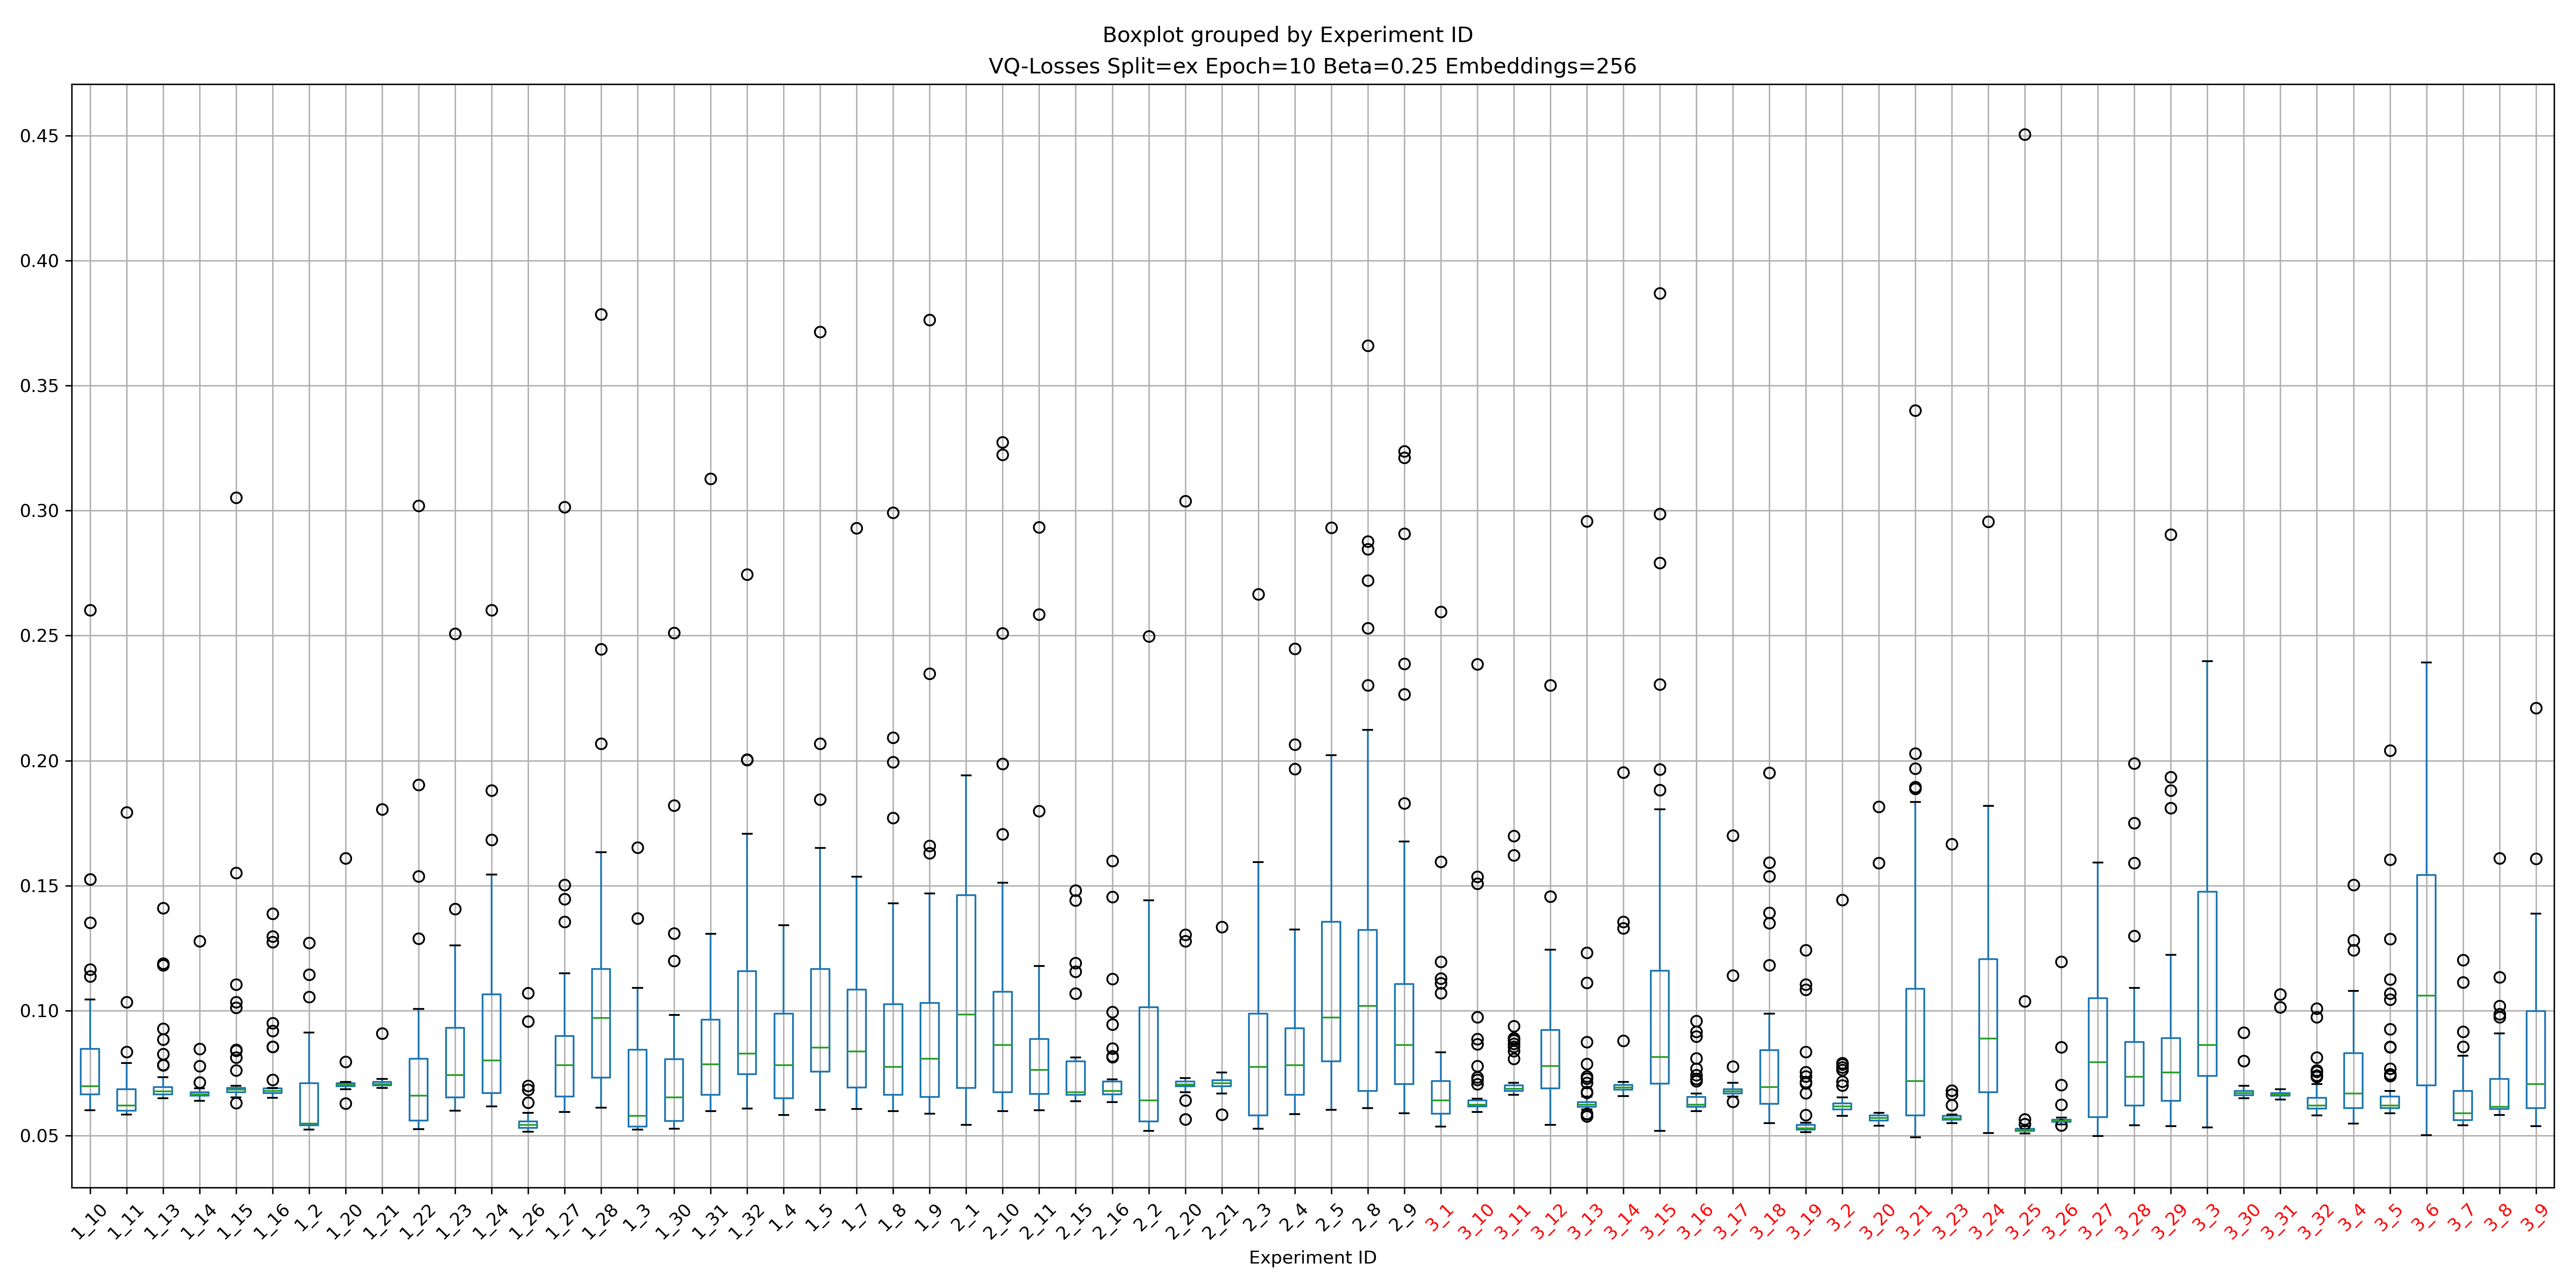 Boxplot grouped by Experiment ID
VQ-Losses Split=ex Epoch=10 Beta=0.25 Embeddings=256
0.45
0.40
0.35
0.30
0.25
0.20
0.15
0.10
0.05
1_10 1_11 1_13 1_14 1_15 1_16 1_2 1_20 1_21 1_22 1_23 1_24 1_26 1_27 1_28 1_3 1_30 1_31 1_32 1_4 1_5 1_7 1_8 1_9 2_1 2_10 2_11 2_15 2_16 2_2 2_20 2_21 2_3 2_4 2_5 2_8 2_9 3_1 3_10 3_11 3_12 3_13 3_14 3_15 3_16 3_17 3_18 3_19 3_2 3_20 3_21 3_23 3_24 3_25 3_26 3_27 3_28 3_29 3_3 3_30 3_31 3_32 3_4 3_5 3_6 3_7 3_8 3_9
Experiment ID